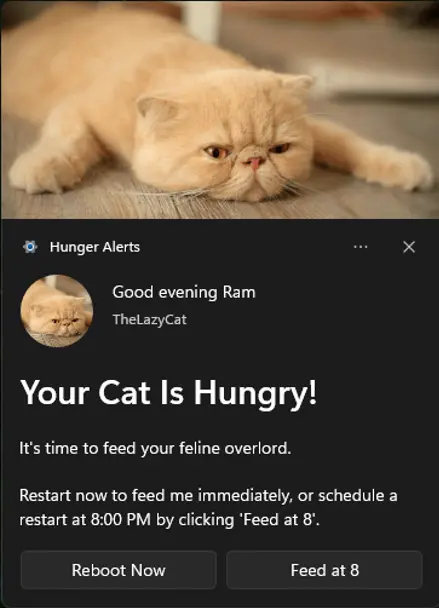 Hunger Alerts
Good evening Ram
TheLazyCat
Your Cat Is Hungry!
It's time to feed your feline overlord.
Restart now to feed me immediately, or schedule a
restart at 8:00 PM by clicking 'Feed at 8'.
Reboot Now
Feed at 8